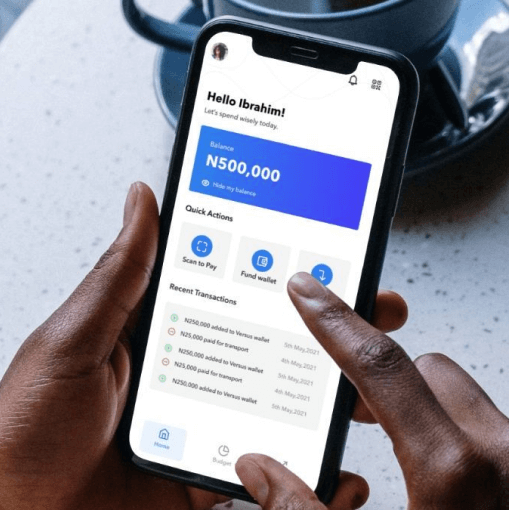 Hello Ibrahim!
Let's spend wisely today.
Balance
N500,000
Hide my balance
Quick Actions
Scan to Pay
Fund wallet
Recent Transactions
N250,000 added to Versus wallet 5th May,2021
N25,000 paid for transport 4th May,2021
N250,000 added to Versus wallet 5th May,2021
N25,000 paid for transport 4th May,2021
N250,000 added to Versus wallet 5th May,2021
Home
Budget